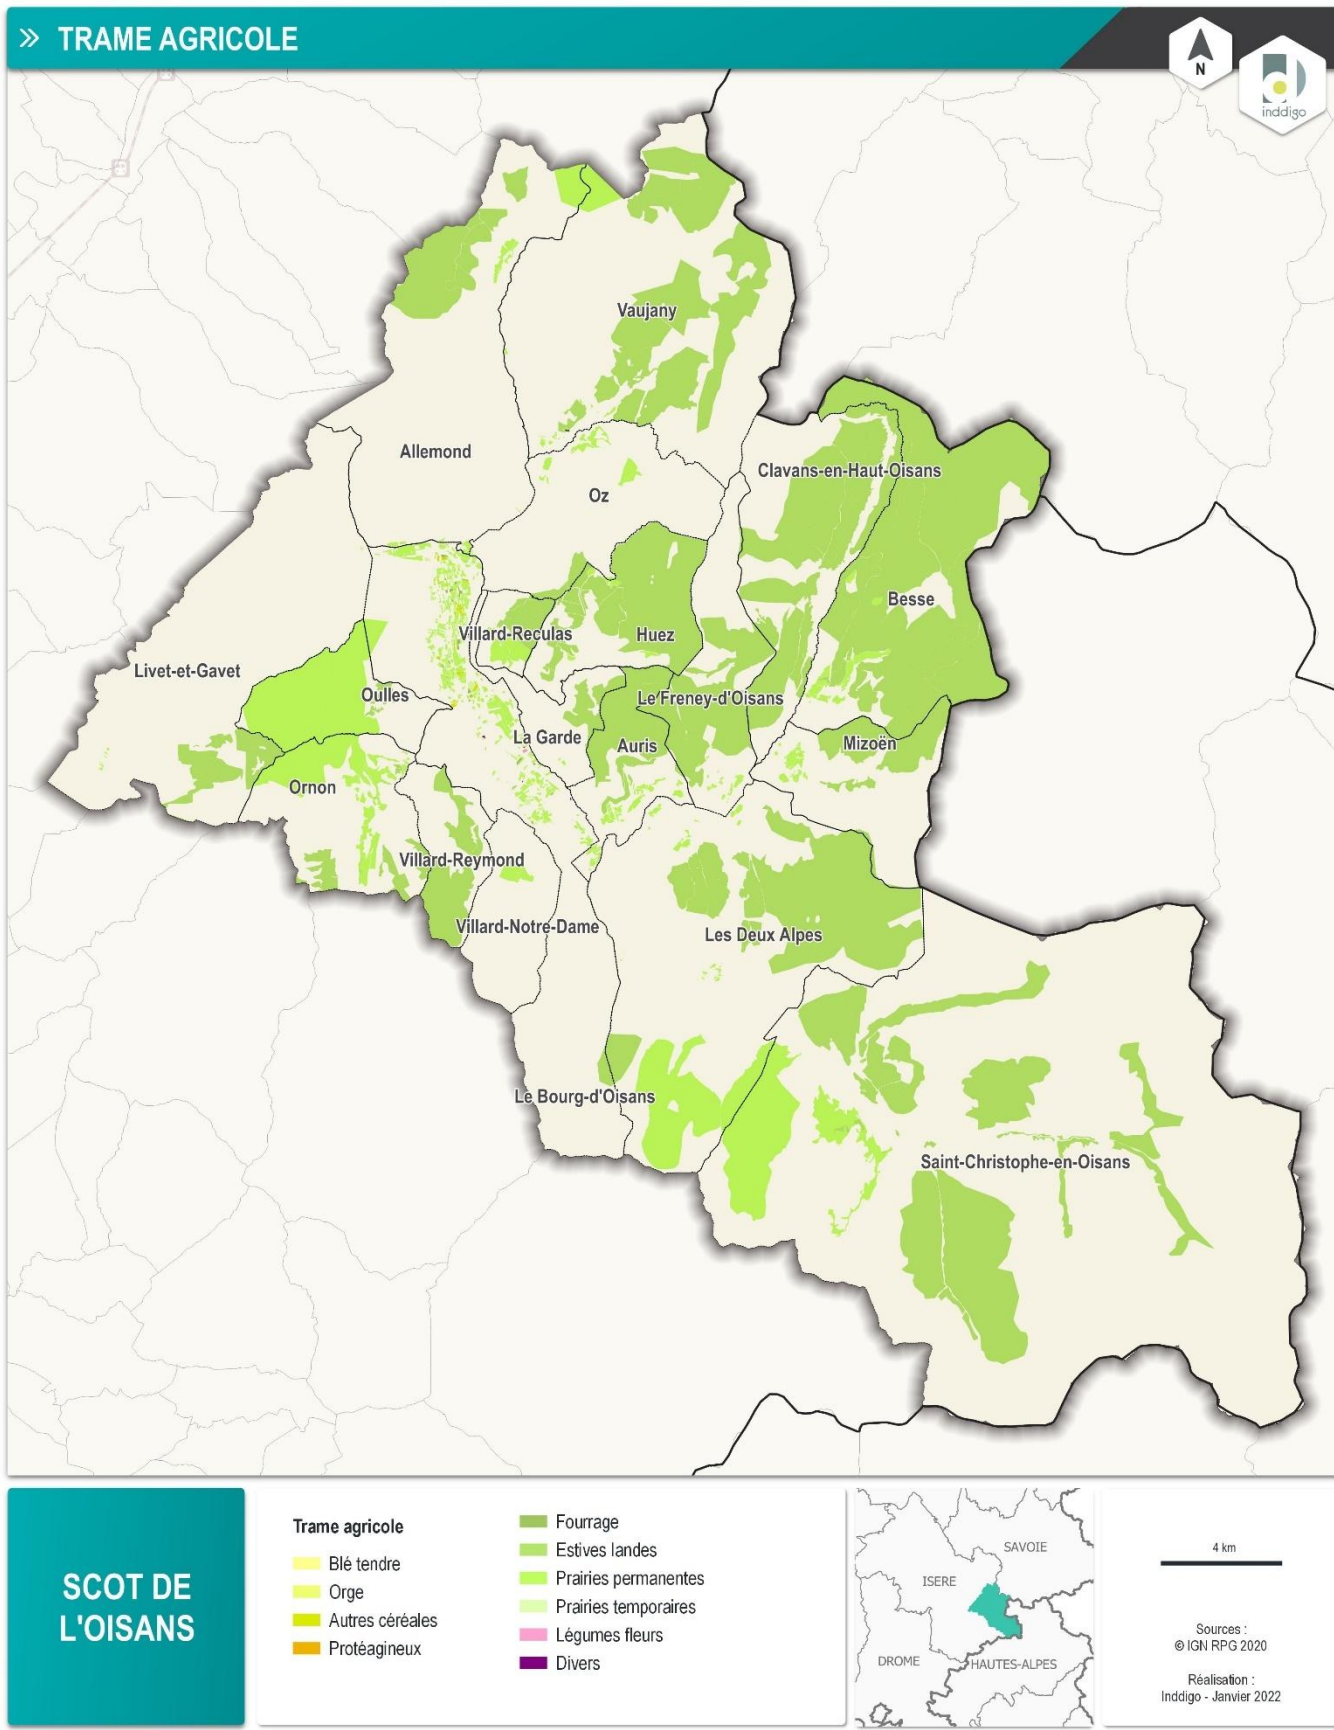 » TRAME AGRICOLE
N
inddigo
Vaujany
Allemond
Clavans-en-Haut-Oisans
Oz
Besse
Villard-Reculas
Huez
Livet-et-Gavet
Oulles
Le Freney-d'Oisans
La Garde
Auris
Mizoën
Ornon
Villard-Reymond
Villard-Notre-Dame
Les Deux Alpes
Le Bourg-d'Oisans
Saint-Christophe-en-Oisans
SCOT DE
L'OISANS
Trame agricole
Blé tendre
Orge
Autres céréales
Protéagineux
Fourrage
Estives landes
Prairies permanentes
Prairies temporaires
Légumes fleurs
Divers
SAVOIE
ISERE
DROME
HAUTES-ALPES
4 km
Sources :
© IGN RPG 2020
Réalisation :
Inddigo - Janvier 2022